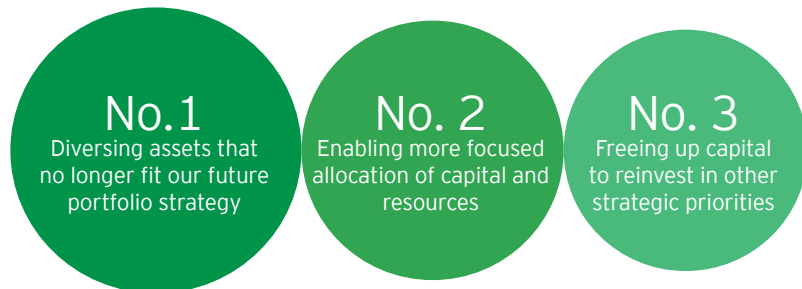 No.1
Diversing assets that
no longer fit our future
portfolio strategy
No. 2
Enabling more focused
allocation of capital and
resources
No. 3
Freeing up capital
to reinvest in other
strategic priorities